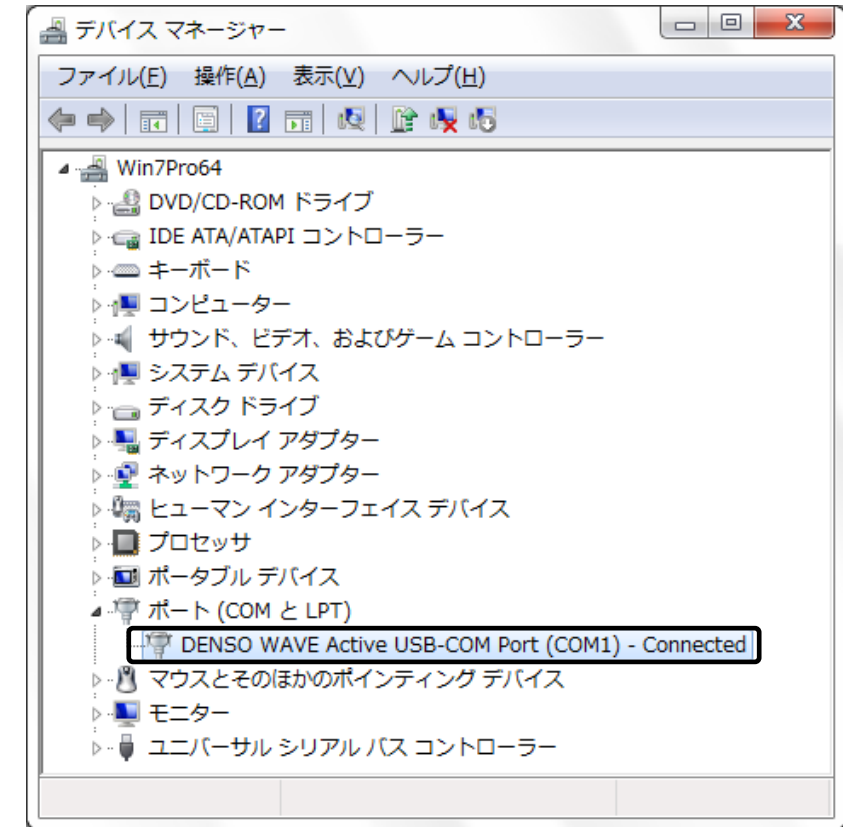 デバイス マネージャー
ファイル(F) 操作(A) 表示(V) ヘルプ(H)
Win7Pro64
DVD/CD-ROM ドライブ
IDE ATA/ATAPI コントローラー
キーボード
コンピューター
サウンド、ビデオ、およびゲーム コントローラー
システム デバイス
ディスク ドライブ
ディスプレイ アダプター
ネットワーク アダプター
ヒューマン インターフェイス デバイス
プロセッサ
ポータブル デバイス
ポート (COM と LPT)
DENSO WAVE Active USB-COM Port (COM1) - Connected
マウスとそのほかのポインティング デバイス
モニター
ユニバーサル シリアル バス コントローラー